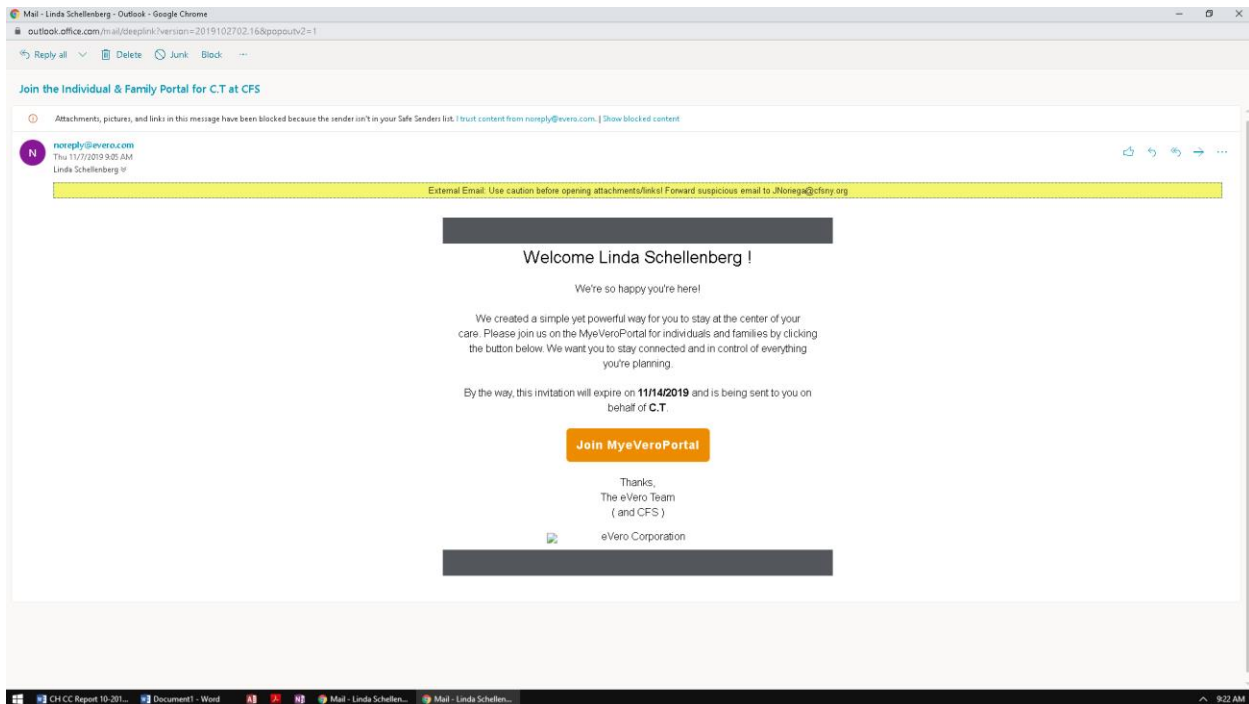 Mail - Linda Schellenberg - Outlook - Google Chrome
outlook.office.com/mail/deeplink?version=2019102702.16&popoutv2=1
Reply all Delete Junk Block ...
Join the Individual & Family Portal for C.T at CFS
Attachments, pictures, and links in this message have been blocked because the sender isn't in your Safe Senders list. I trust content from noreply@evero.com. | Show blocked content
N
noreply@evero.com
Thu 11/7/2019 9:05 AM
Linda Schellenberg
External Email: Use caution before opening attachments/links! Forward suspicious email to JNoriega@cfsny.org
Welcome Linda Schellenberg !
We're so happy you're here!
We created a simple yet powerful way for you to stay at the center of your
care. Please join us on the MyeVeroPortal for individuals and families by clicking
the button below. We want you to stay connected and in control of everything
you're planning.
By the way, this invitation will expire on 11/14/2019 and is being sent to you on
behalf of C.T.
Join MyeVeroPortal
Thanks,
The eVero Team
( and CFS )
eVero Corporation
CH CC Report 10-201... Document1 - Word Mail - Linda Schellen... Mail - Linda Schellen... 9:22 AM